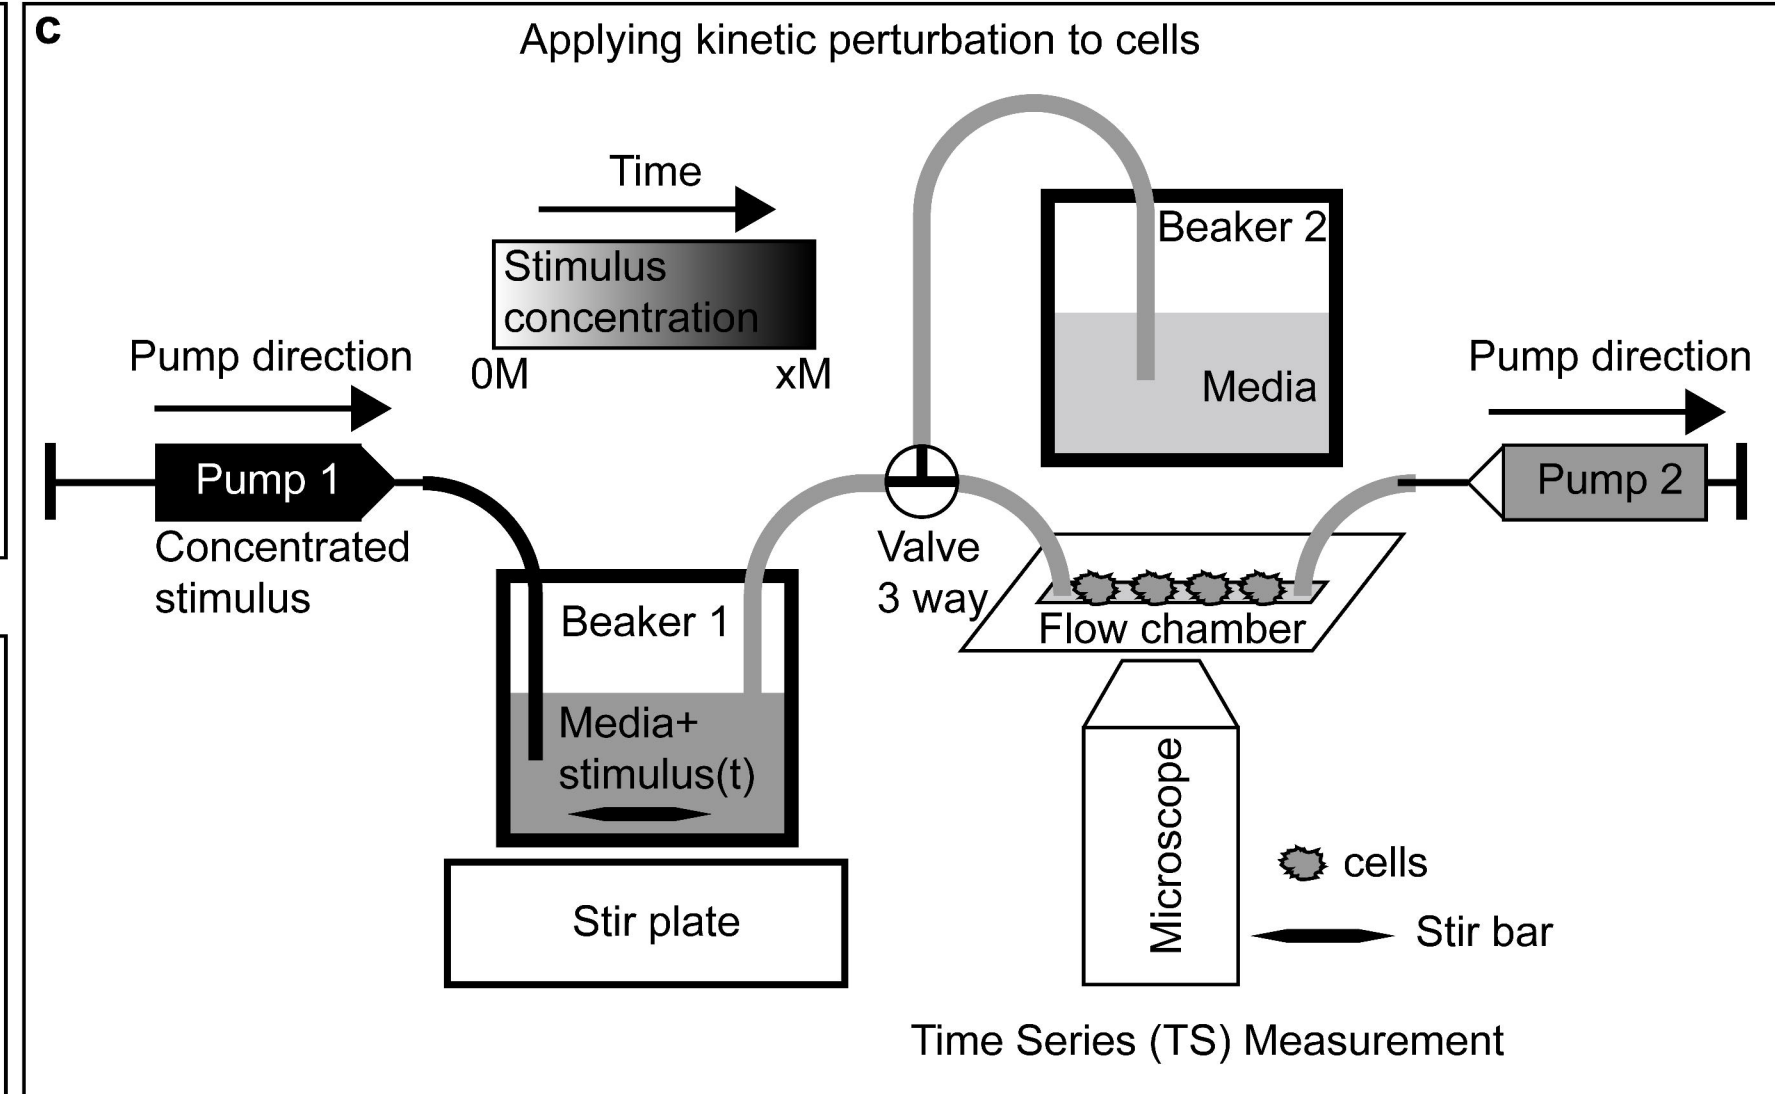 c
Applying kinetic perturbation to cells
Time
Stimulus
concentration
0M
xM
Beaker 2
Media
Pump direction
Pump 1
Concentrated
stimulus
Pump direction
Pump 2
Valve
3 way
Beaker 1
Media+
stimulus(t)
Flow chamber
Stir plate
Microscope
cells
Stir bar
Time Series (TS) Measurement